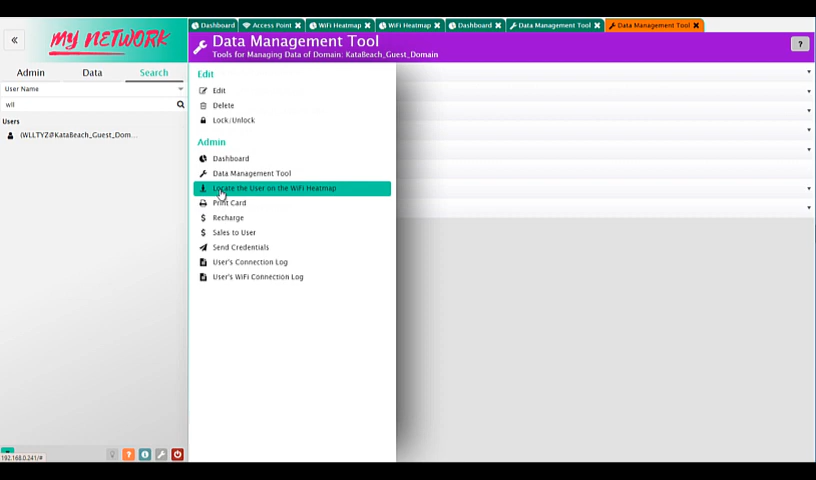 Dashboard
Access Point
WiFi Heatmap
WiFi Heatmap
Dashboard
Data Management Tool
Data Management Tool
MY NETWORK
Data Management Tool
Tools for Managing Data of Domain: KataBeach_Guest_Domain
?
Admin
Data
Search
User Name
wll
Users
(WLLTYZ@KataBeach_Guest_Dom...
Edit
Edit
Delete
Lock/Unlock
Admin
Dashboard
Data Management Tool
Locate the User on the WiFi Heatmap
Print Card
Recharge
Sales to User
Send Credentials
User's Connection Log
User's WiFi Connection Log
192.168.0.241/#